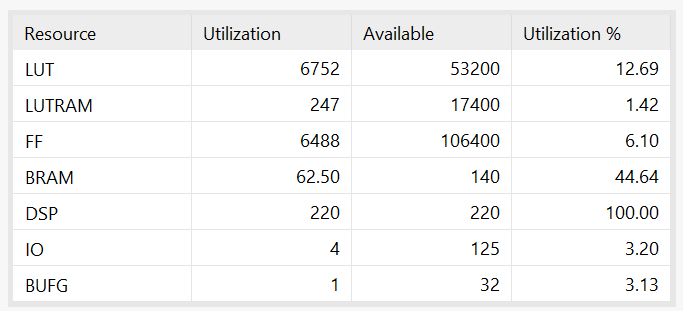 Resource Utilization Available Utilization %
LUT 6752 53200 12.69
LUTRAM 247 17400 1.42
FF 6488 106400 6.10
BRAM 62.50 140 44.64
DSP 220 220 100.00
IO 4 125 3.20
BUFG 1 32 3.13